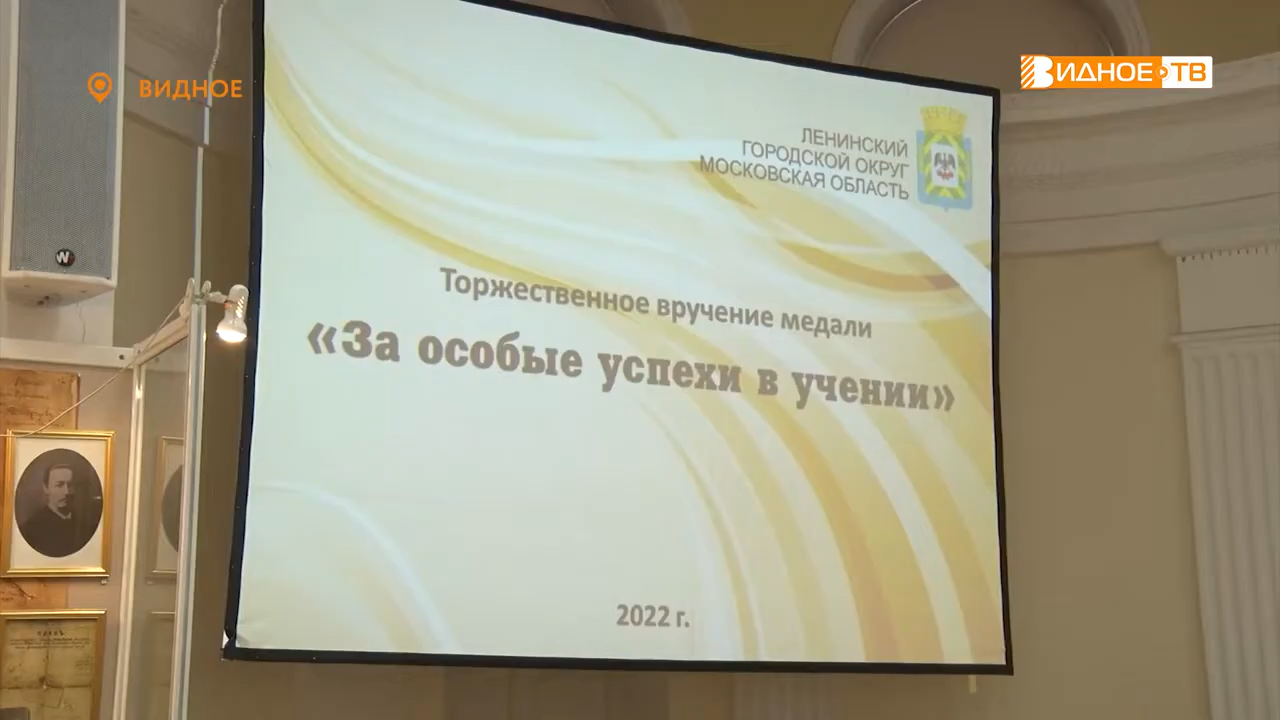 ВИДНОЕ
ВИДНОЕ ТВ
ЛЕНИНСКИЙ
ГОРОДСКОЙ ОКРУГ
МОСКОВСКАЯ ОБЛАСТЬ
Торжественное вручение медали
«За особые успехи в учении»
2022 г.